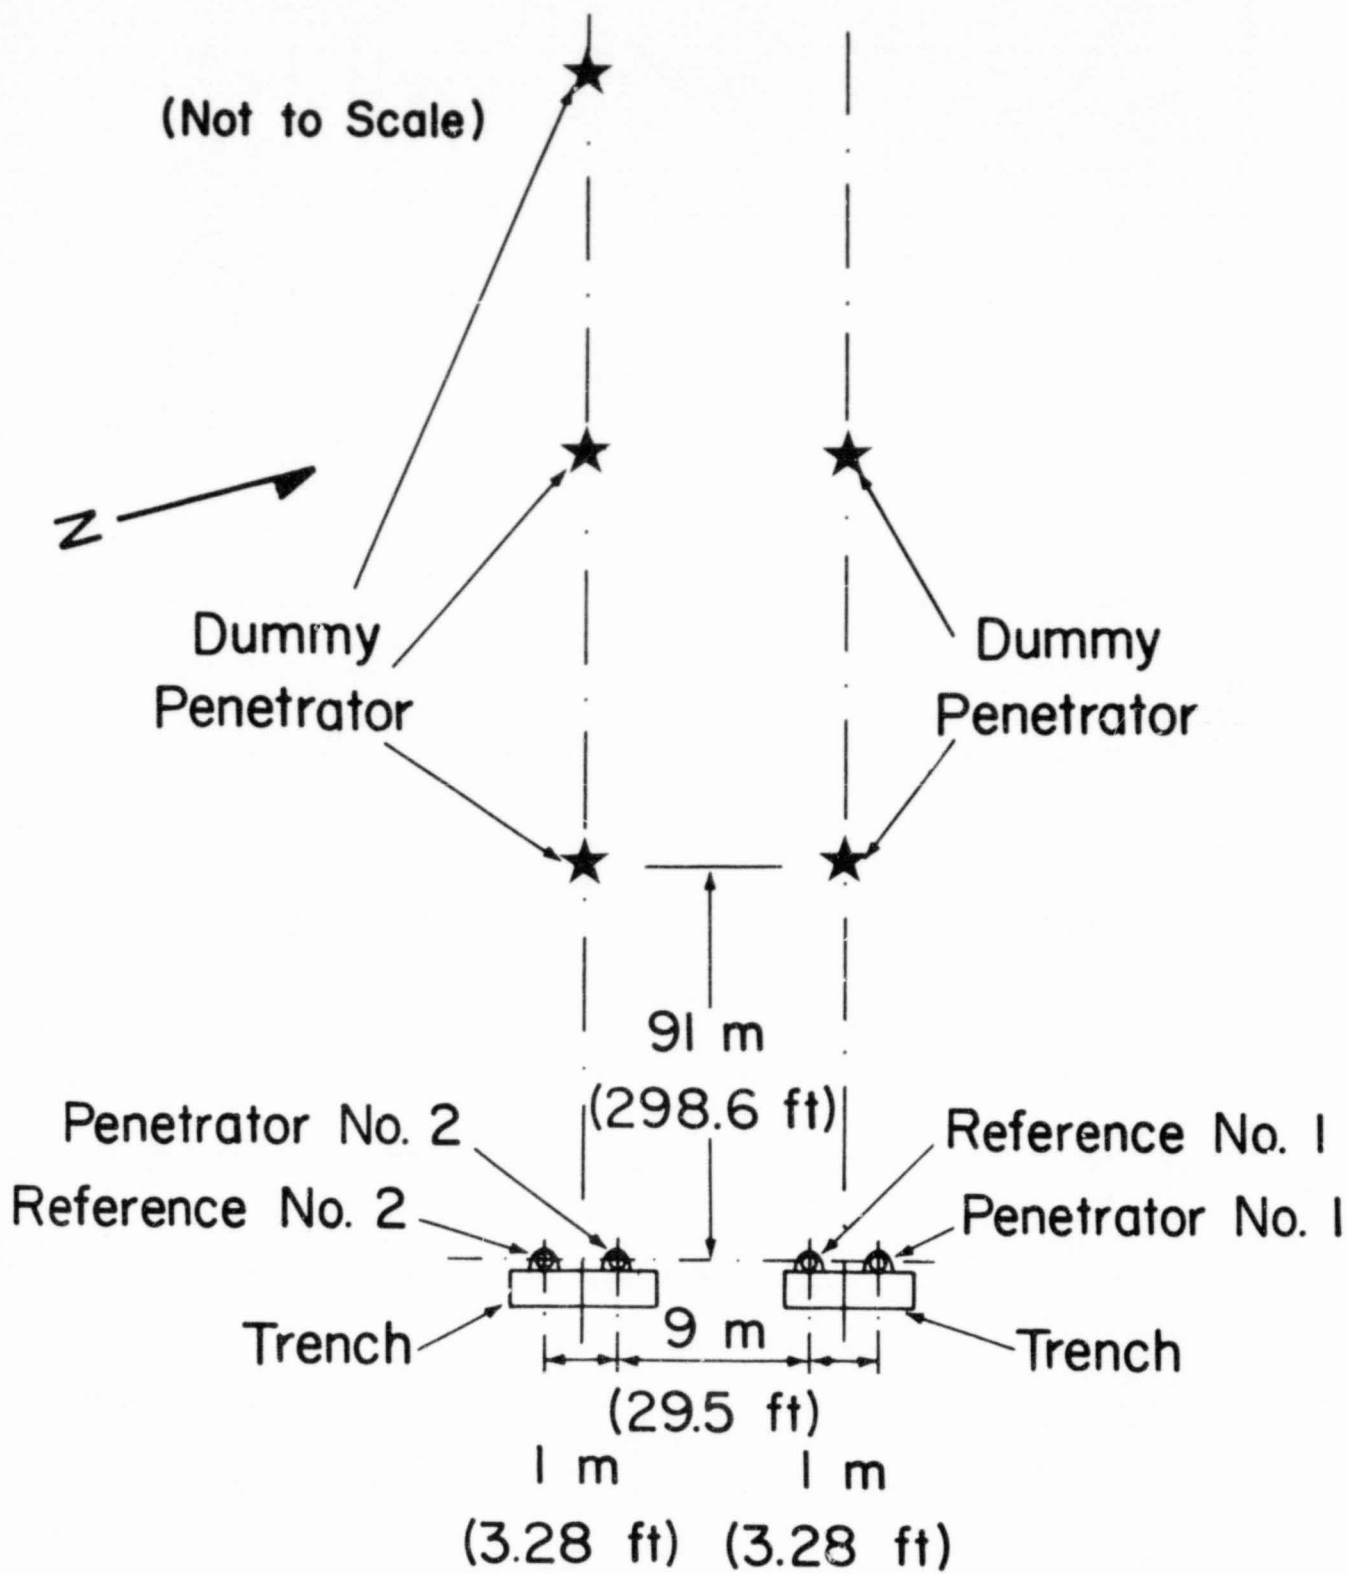 (Not to Scale)
N
Dummy
Penetrator
Dummy
Penetrator
91 m
(298.6 ft)
Penetrator No. 2
Reference No. 2
Reference No. 1
Penetrator No. 1
Trench
9 m
Trench
(29.5 ft)
1 m
1 m
(3.28 ft)
(3.28 ft)